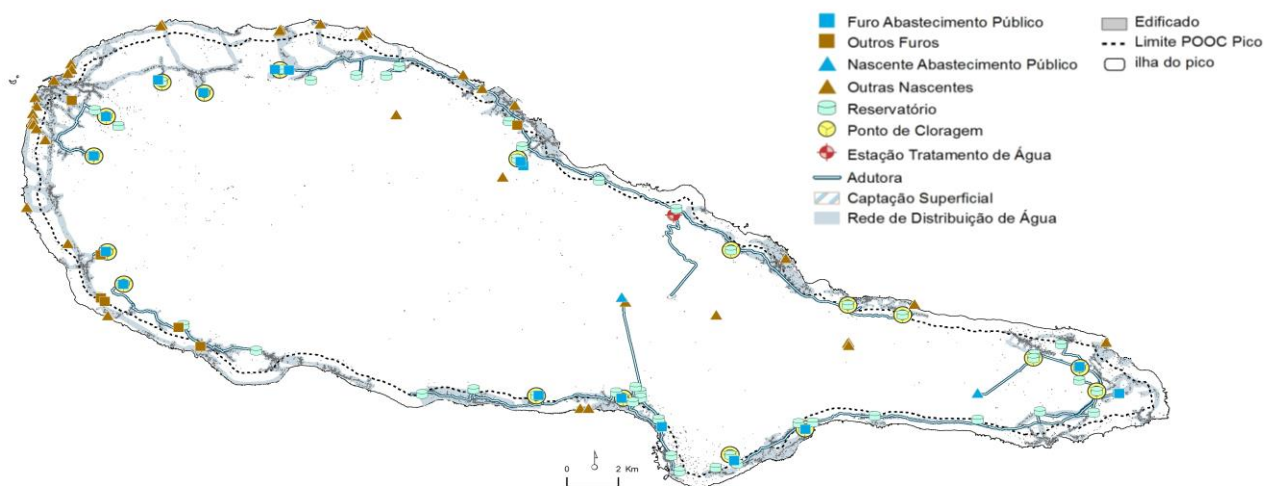 Furo Abastecimento Público
Outros Furos
Nascente Abastecimento Público
Outras Nascentes
Reservatório
Ponto de Cloragem
Estação Tratamento de Água
Adutora
Captação Superficial
Rede de Distribuição de Água
Edificado
Limite POOC Pico
ilha do pico
0 2 Km